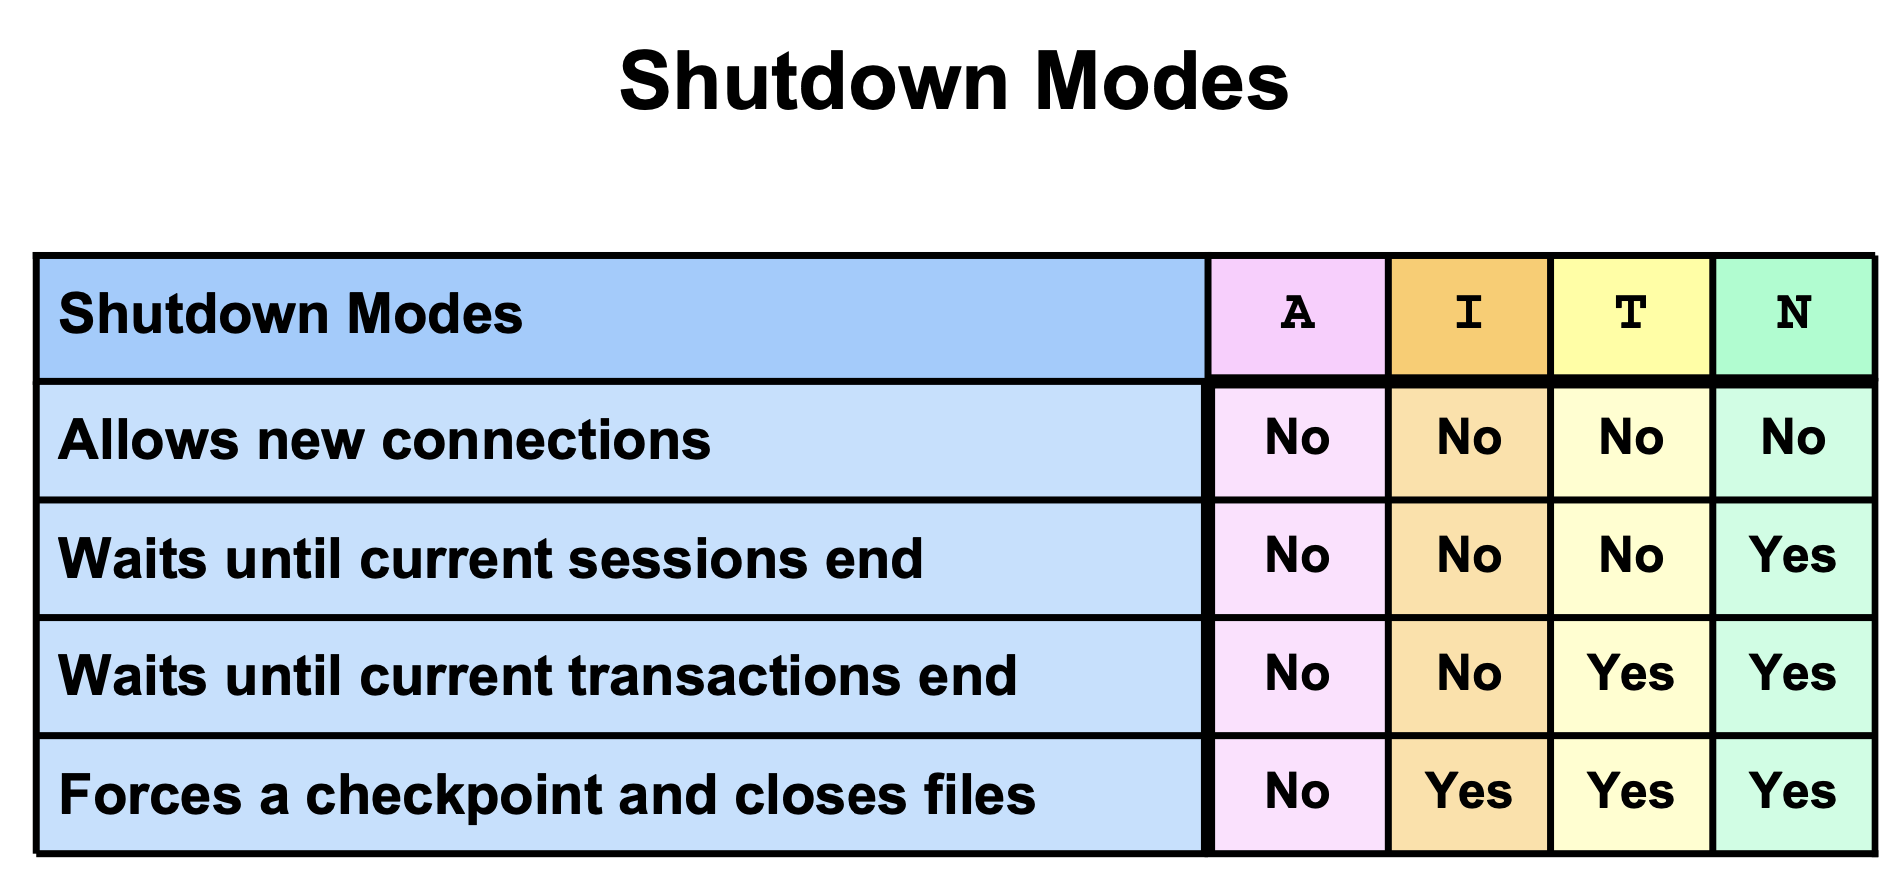 Shutdown Modes
Shutdown Modes A I T N
Allows new connections No No No No
Waits until current sessions end No No No Yes
Waits until current transactions end No No Yes Yes
Forces a checkpoint and closes files No Yes Yes Yes